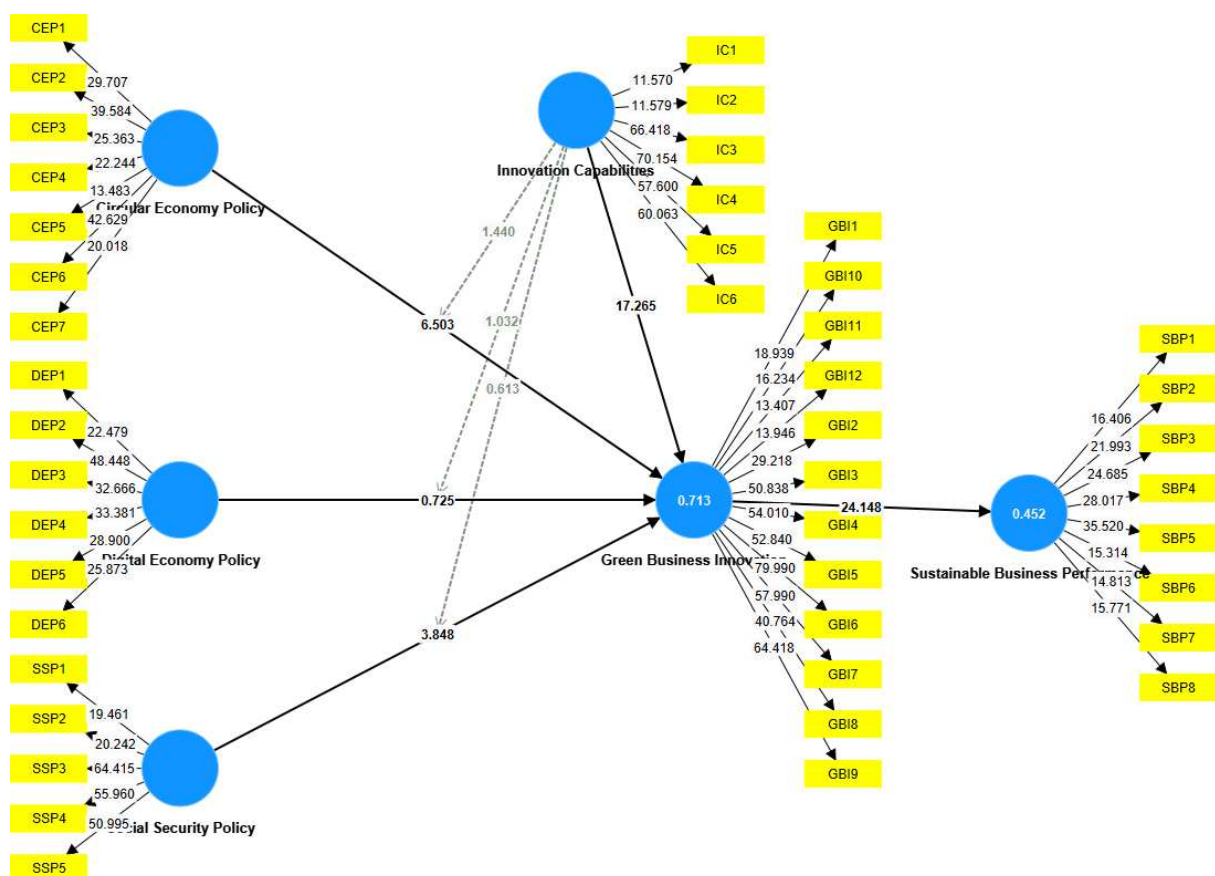 CEP1
CEP2
CEP3
CEP4
CEP5
CEP6
CEP7
29.707
39.584
25.363
22.244
13.483
42.629
20.018
Circular Economy Policy
DEP1
DEP2
DEP3
DEP4
DEP5
DEP6
22.479
48.448
32.666
33.381
28.900
25.873
Digital Economy Policy
SSP1
SSP2
SSP3
SSP4
SSP5
19.461
20.242
64.415
55.960
50.995
Social Security Policy
IC1
IC2
IC3
IC4
IC5
IC6
11.570
11.579
66.418
70.154
57.600
60.063
Innovation Capabilities
1.440
1.032
0.613
6.503
0.725
3.848
17.265
GBI1
GBI10
GBI11
GBI12
GBI2
GBI3
GBI4
GBI5
GBI6
GBI7
GBI8
GBI9
18.939
16.234
13.407
13.946
29.218
50.838
54.010
52.840
79.990
57.990
40.764
64.418
0.713
Green Business Innovation
24.148
0.452
Sustainable Business Performance
SBP1
SBP2
SBP3
SBP4
SBP5
SBP6
SBP7
SBP8
16.406
21.993
24.685
28.017
35.520
15.314
14.813
15.771